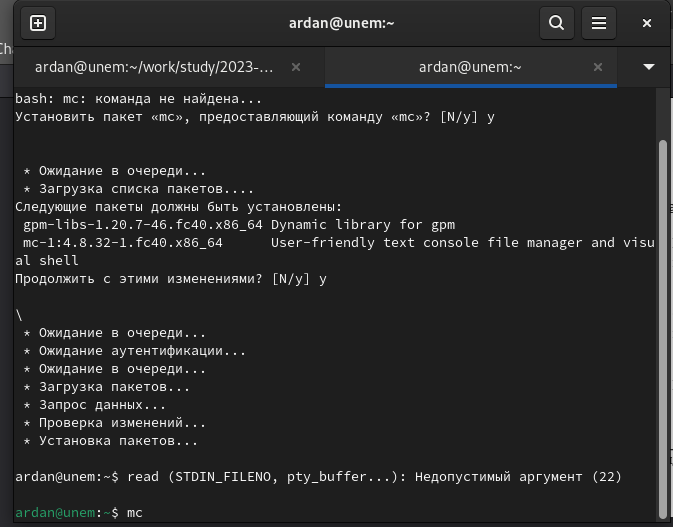 ardan@unem:~
ardan@unem:~/work/study/2023-...
ardan@unem:~
bash: mc: команда не найдена...
Установить пакет «mc», предоставляющий команду «mc»? [N/y] y
* Ожидание в очереди...
* Загрузка списка пакетов....
Следующие пакеты должны быть установлены:
gpm-libs-1.20.7-46.fc40.x86_64 Dynamic library for gpm
mc-1:4.8.32-1.fc40.x86_64 User-friendly text console file manager and visu
al shell
Продолжить с этими изменениями? [N/y] y
\
* Ожидание в очереди...
* Ожидание аутентификации...
* Ожидание в очереди...
* Загрузка пакетов...
* Запрос данных...
* Проверка изменений...
* Установка пакетов...
ardan@unem:~$ read (STDIN_FILENO, pty_buffer...): Недопустимый аргумент (22)
ardan@unem:~$ mc